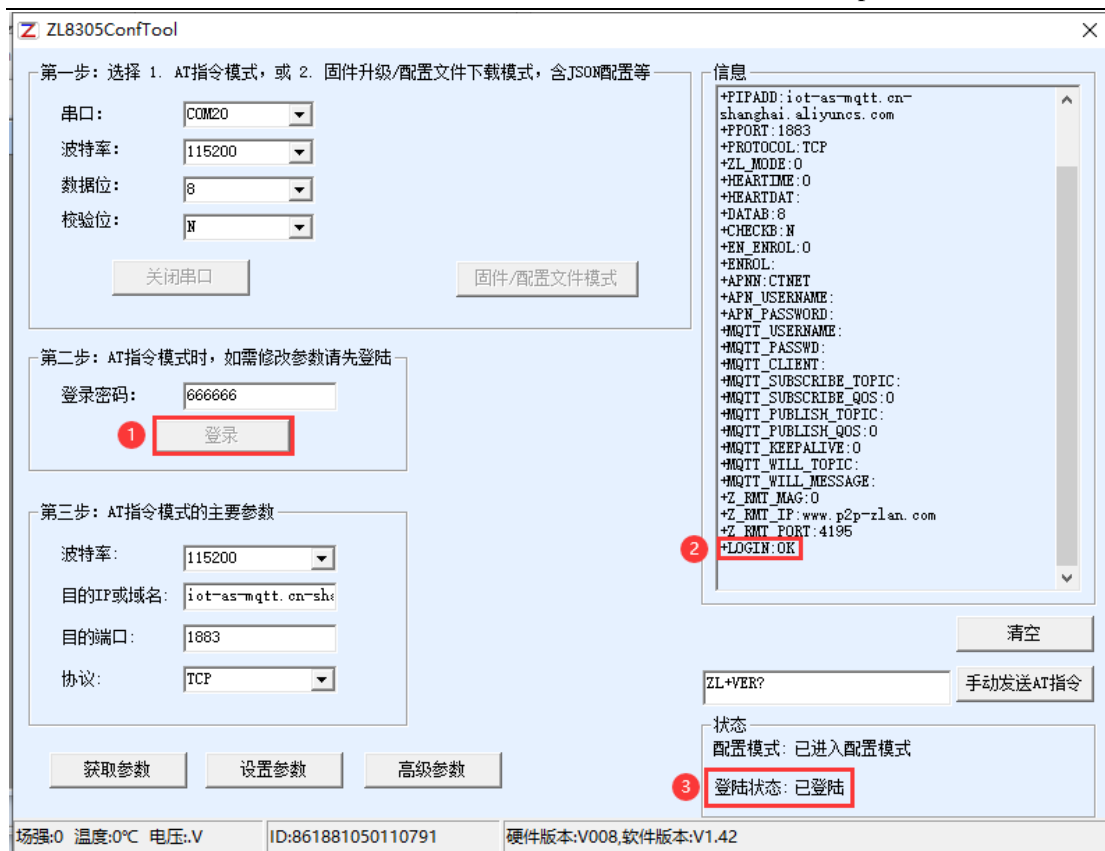 ZL8305ConfTool
第一步：选择 1. AT指令模式，或 2. 固件升级/配置文件下载模式，含JSON配置等
串口：
COM20
波特率：
115200
数据位：
8
校验位：
N
关闭串口
固件/配置文件模式
第二步：AT指令模式时，如需修改参数请先登陆
登录密码：
666666
1
登录
第三步：AT指令模式的主要参数
波特率：
115200
目的IP或域名：
iot-as-mqtt.cn-sha
目的端口：
1883
协议：
TCP
获取参数
设置参数
高级参数
信息
+PIPADD:iot-as-mqtt.cn-
shanghai.aliyuncs.com
+PPORT:1883
+PROTOCOL:TCP
+ZL_MODE:0
+HEARTIME:0
+HEARTDAT:
+DATAB:8
+CHECKB:N
+EN_ENROL:0
+ENROL:
+APNN:CTNET
+APN_USERNAME:
+APN_PASSWORD:
+MQTT_USERNAME:
+MQTT_PASSWD:
+MQTT_CLIENT:
+MQTT_SUBSCRIBE_TOPIC:
+MQTT_SUBSCRIBE_QOS:0
+MQTT_PUBLISH_TOPIC:
+MQTT_PUBLISH_QOS:0
+MQTT_KEEPALIVE:0
+MQTT_WILL_TOPIC:
+MQTT_WILL_MESSAGE:
+Z_RMT_MAG:0
+Z_RMT_IP:www.p2p-zlan.com
+Z_RMT_PORT:4195
2
+LOGIN:OK
清空
ZL+VER?
手动发送AT指令
状态
配置模式：已进入配置模式
3
登陆状态：已登陆
场强:0 温度:0℃ 电压:.V
ID:861881050110791
硬件版本:V008,软件版本:V1.42